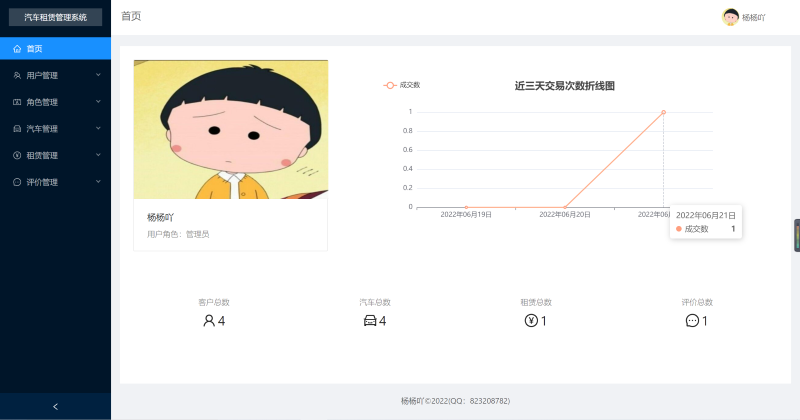 汽车租赁管理系统
首页
杨杨吖
首页
用户管理
角色管理
汽车管理
租赁管理
评价管理
杨杨吖
用户角色：管理员
成交数
近三天交易次数折线图
1
0.8
0.6
0.4
0.2
0
2022年06月19日
2022年06月20日
2022年06月
2022年06月21日
成交数 1
客户总数
汽车总数
租赁总数
评价总数
4
4
1
1
杨杨吖©2022(QQ：823208782)